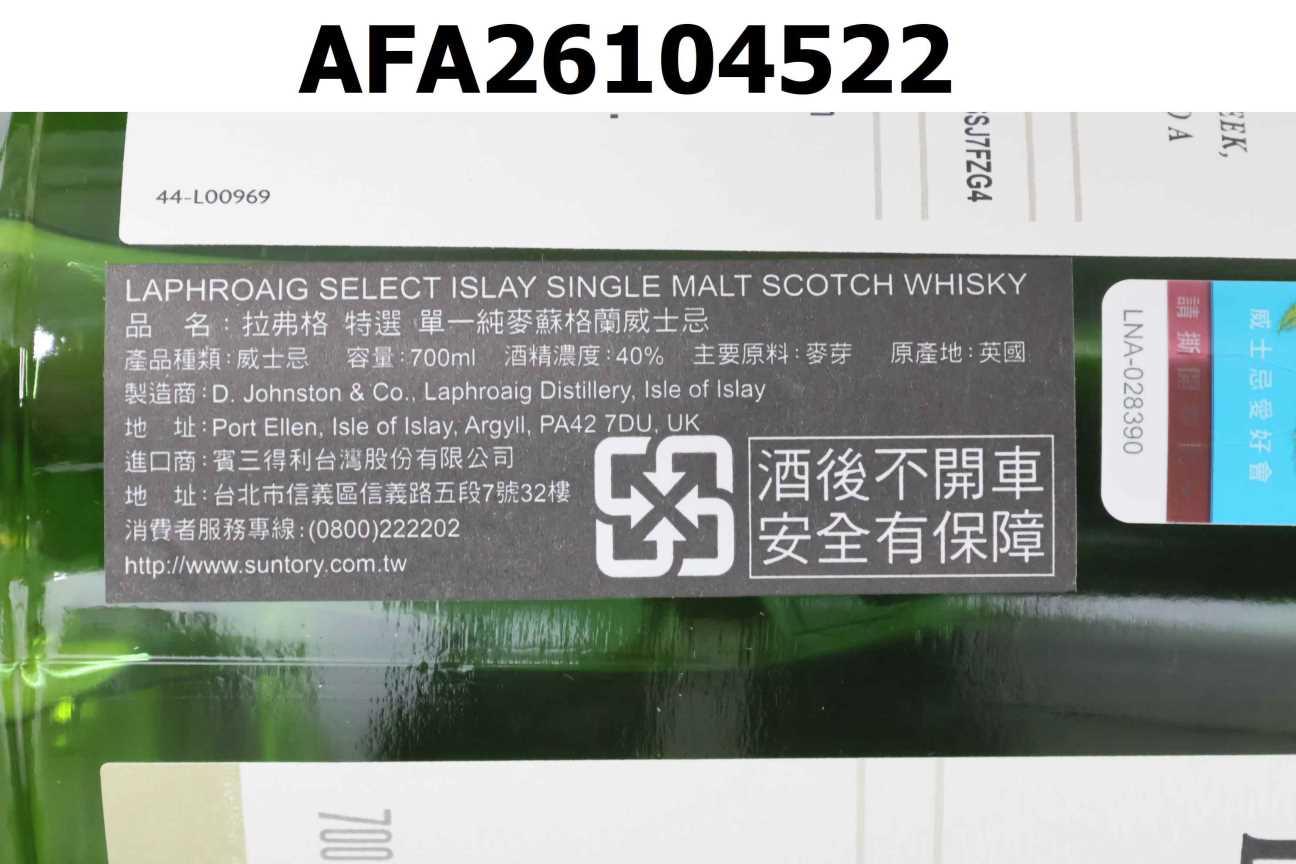 AFA26104522
44-L00969
SSJ7FZG4
EEK,
LAPHROAIG SELECT ISLAY SINGLE MALT SCOTCH WHISKY
品 名：拉弗格 特選 單一純麥蘇格蘭威士忌
產品種類：威士忌 容量：700ml 酒精濃度：40% 主要原料：麥芽 原產地：英國
製造商：D. Johnston & Co., Laphroaig Distillery, Isle of Islay
地 址：Port Ellen, Isle of Islay, Argyll, PA42 7DU, UK
進口商：賓三得利台灣股份有限公司
地 址：台北市信義區信義路五段7號32樓
消費者服務專線：(0800)222202
http://www.suntory.com.tw
酒後不開車
安全有保障
LNA-028390
請撕開
威士忌愛好會
700